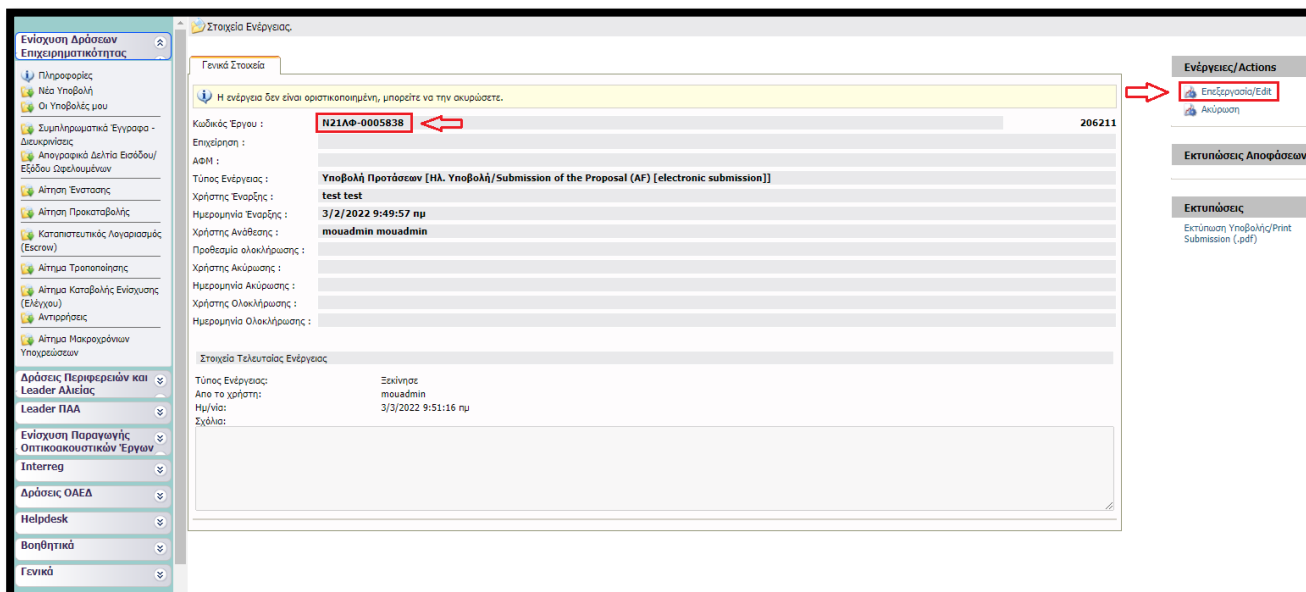 Στοιχεία Ενέργειας.
Ενίσχυση Δράσεων
Επιχειρηματικότητας
Πληροφορίες
Νέα Υποβολή
Οι Υποβολές μου
Συμπληρωματικά Έγγραφα -
Διευκρινίσεις
Απογραφικά Δελτία Εισόδου/
Εξόδου Ωφελουμένων
Αίτηση Ένστασης
Αίτηση Προκαταβολής
Καταπιστευτικός Λογαριασμός
(Escrow)
Αίτημα Τροποποίησης
Αίτημα Καταβολής Ενίσχυσης
(Ελέγχου)
Αντιρρήσεις
Αίτημα Μακροχρόνιων
Υποχρεώσεων
Δράσεις Περιφερειών και
Leader Αλιείας
Leader ΠΑΑ
Ενίσχυση Παραγωγής
Οπτικοακουστικών Έργων
Interreg
Δράσεις ΟΑΕΔ
Helpdesk
Βοηθητικά
Γενικά
Γενικά Στοιχεία
Η ενέργεια δεν είναι οριστικοποιημένη, μπορείτε να την ακυρώσετε.
Κωδικός Έργου : Ν21ΛΦ-0005838 206211
Επιχείρηση :
ΑΦΜ :
Τύπος Ενέργειας : Υποβολή Προτάσεων [Ηλ. Υποβολή/Submission of the Proposal (AF) [electronic submission]]
Χρήστης Έναρξης : test test
Ημερομηνία Έναρξης : 3/2/2022 9:49:57 πμ
Χρήστης Ανάθεσης : mouadmin mouadmin
Προθεσμία ολοκλήρωσης :
Χρήστης Ακύρωσης :
Ημερομηνία Ακύρωσης :
Χρήστης Ολοκλήρωσης :
Ημερομηνία Ολοκλήρωσης :
Στοιχεία Τελευταίας Ενέργειας
Τύπος Ενέργειας: Ξεκίνησε
Απο το χρήστη: mouadmin
Ημ/νία: 3/3/2022 9:51:16 πμ
Σχόλια:
Ενέργειες/Actions
Επεξεργασία/Edit
Ακύρωση
Εκτυπώσεις Αποφάσεων
Εκτυπώσεις
Εκτύπωση Υποβολής/Print
Submission (.pdf)